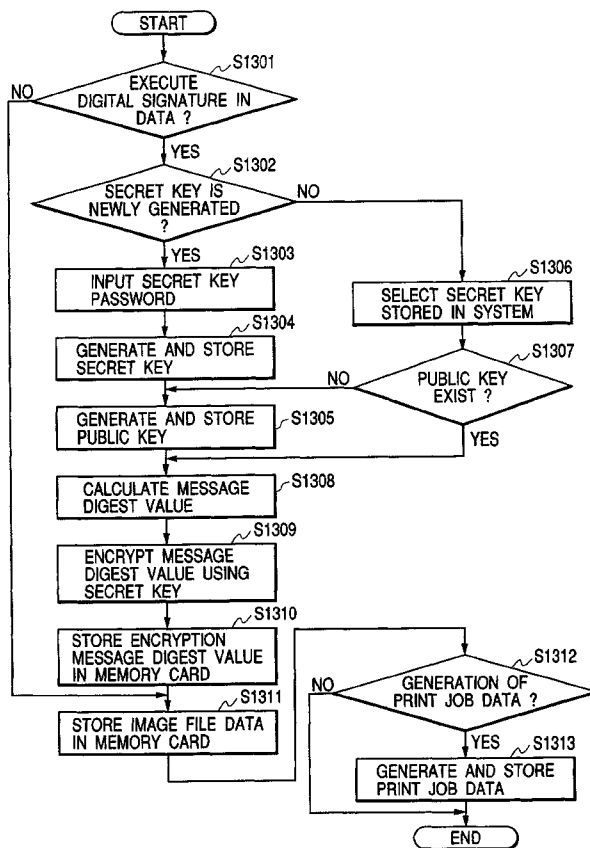 START
S1301
NO
EXECUTE
DIGITAL SIGNATURE IN
DATA ?
YES
S1302
SECRET KEY IS
NEWLY GENERATED
?
NO
YES
S1303
INPUT SECRET KEY
PASSWORD
S1304
GENERATE AND STORE
SECRET KEY
S1306
SELECT SECRET KEY
STORED IN SYSTEM
S1307
PUBLIC KEY
EXIST ?
NO
YES
GENERATE AND STORE
PUBLIC KEY
S1305
CALCULATE MESSAGE
DIGEST VALUE
S1308
S1309
ENCRYPT MESSAGE
DIGEST VALUE USING
SECRET KEY
S1310
STORE ENCRYPTION
MESSAGE DIGEST VALUE
IN MEMORY CARD
S1311
STORE IMAGE FILE DATA
IN MEMORY CARD
S1312
NO
GENERATION OF
PRINT JOB DATA ?
YES
S1313
GENERATE AND STORE
PRINT JOB DATA
END